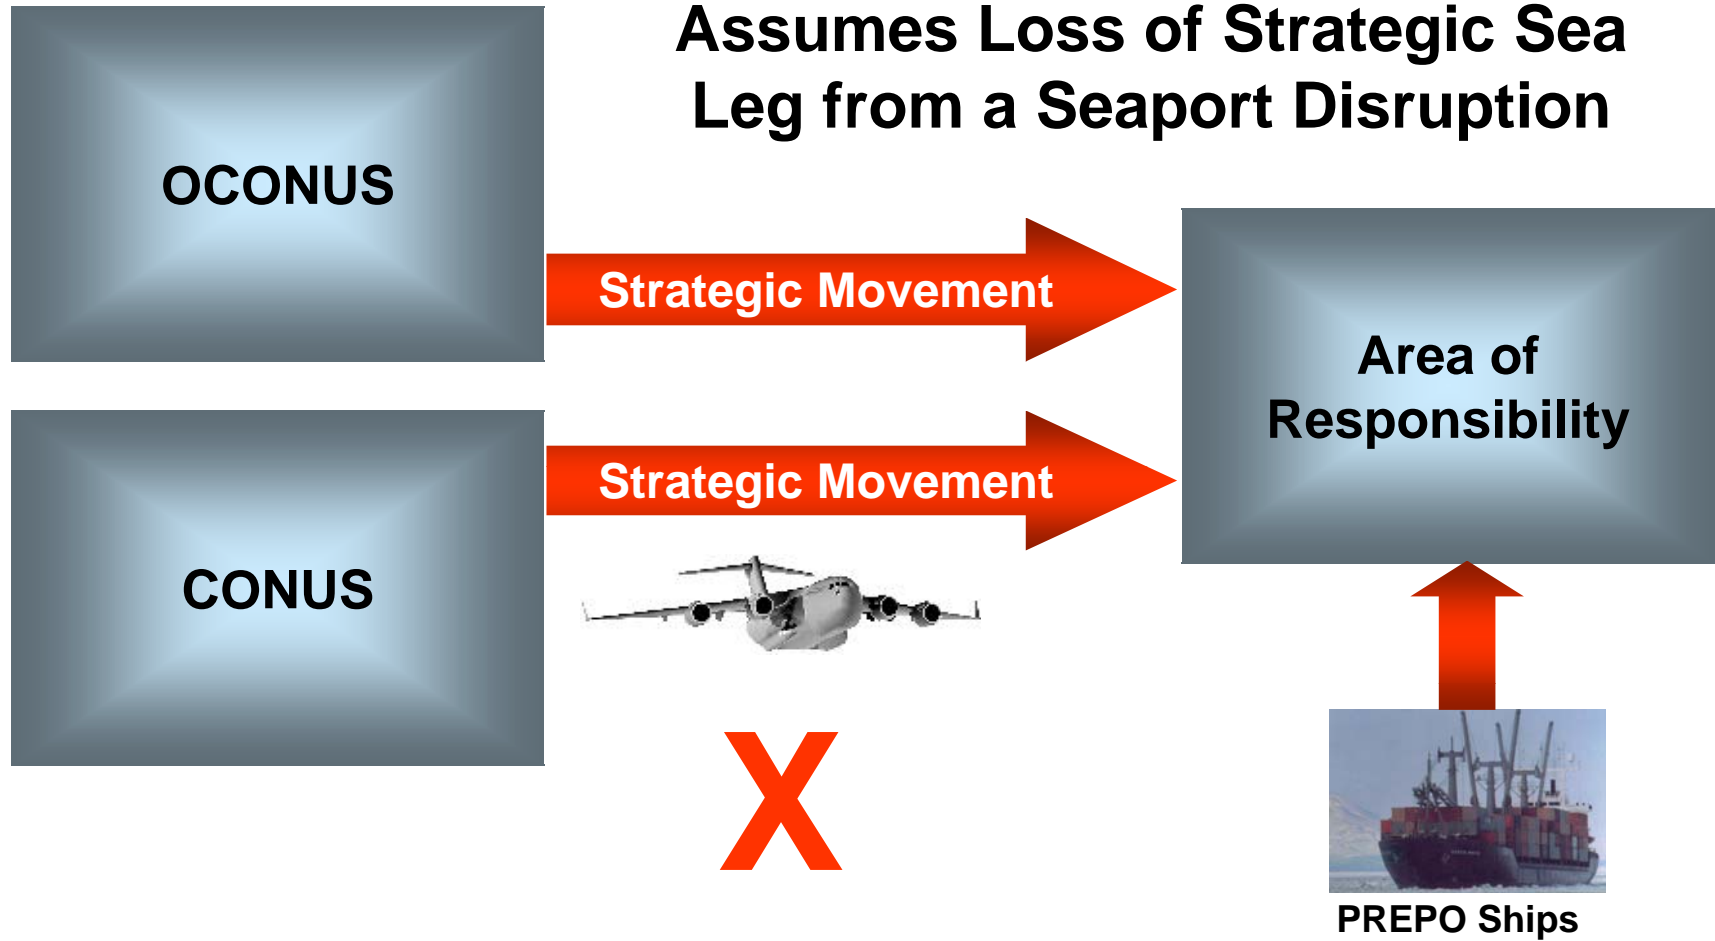 Assumes Loss of Strategic Sea
Leg from a Seaport Disruption
OCONUS
Strategic Movement
Area of
Responsibility
Strategic Movement
CONUS
X
PREPO Ships